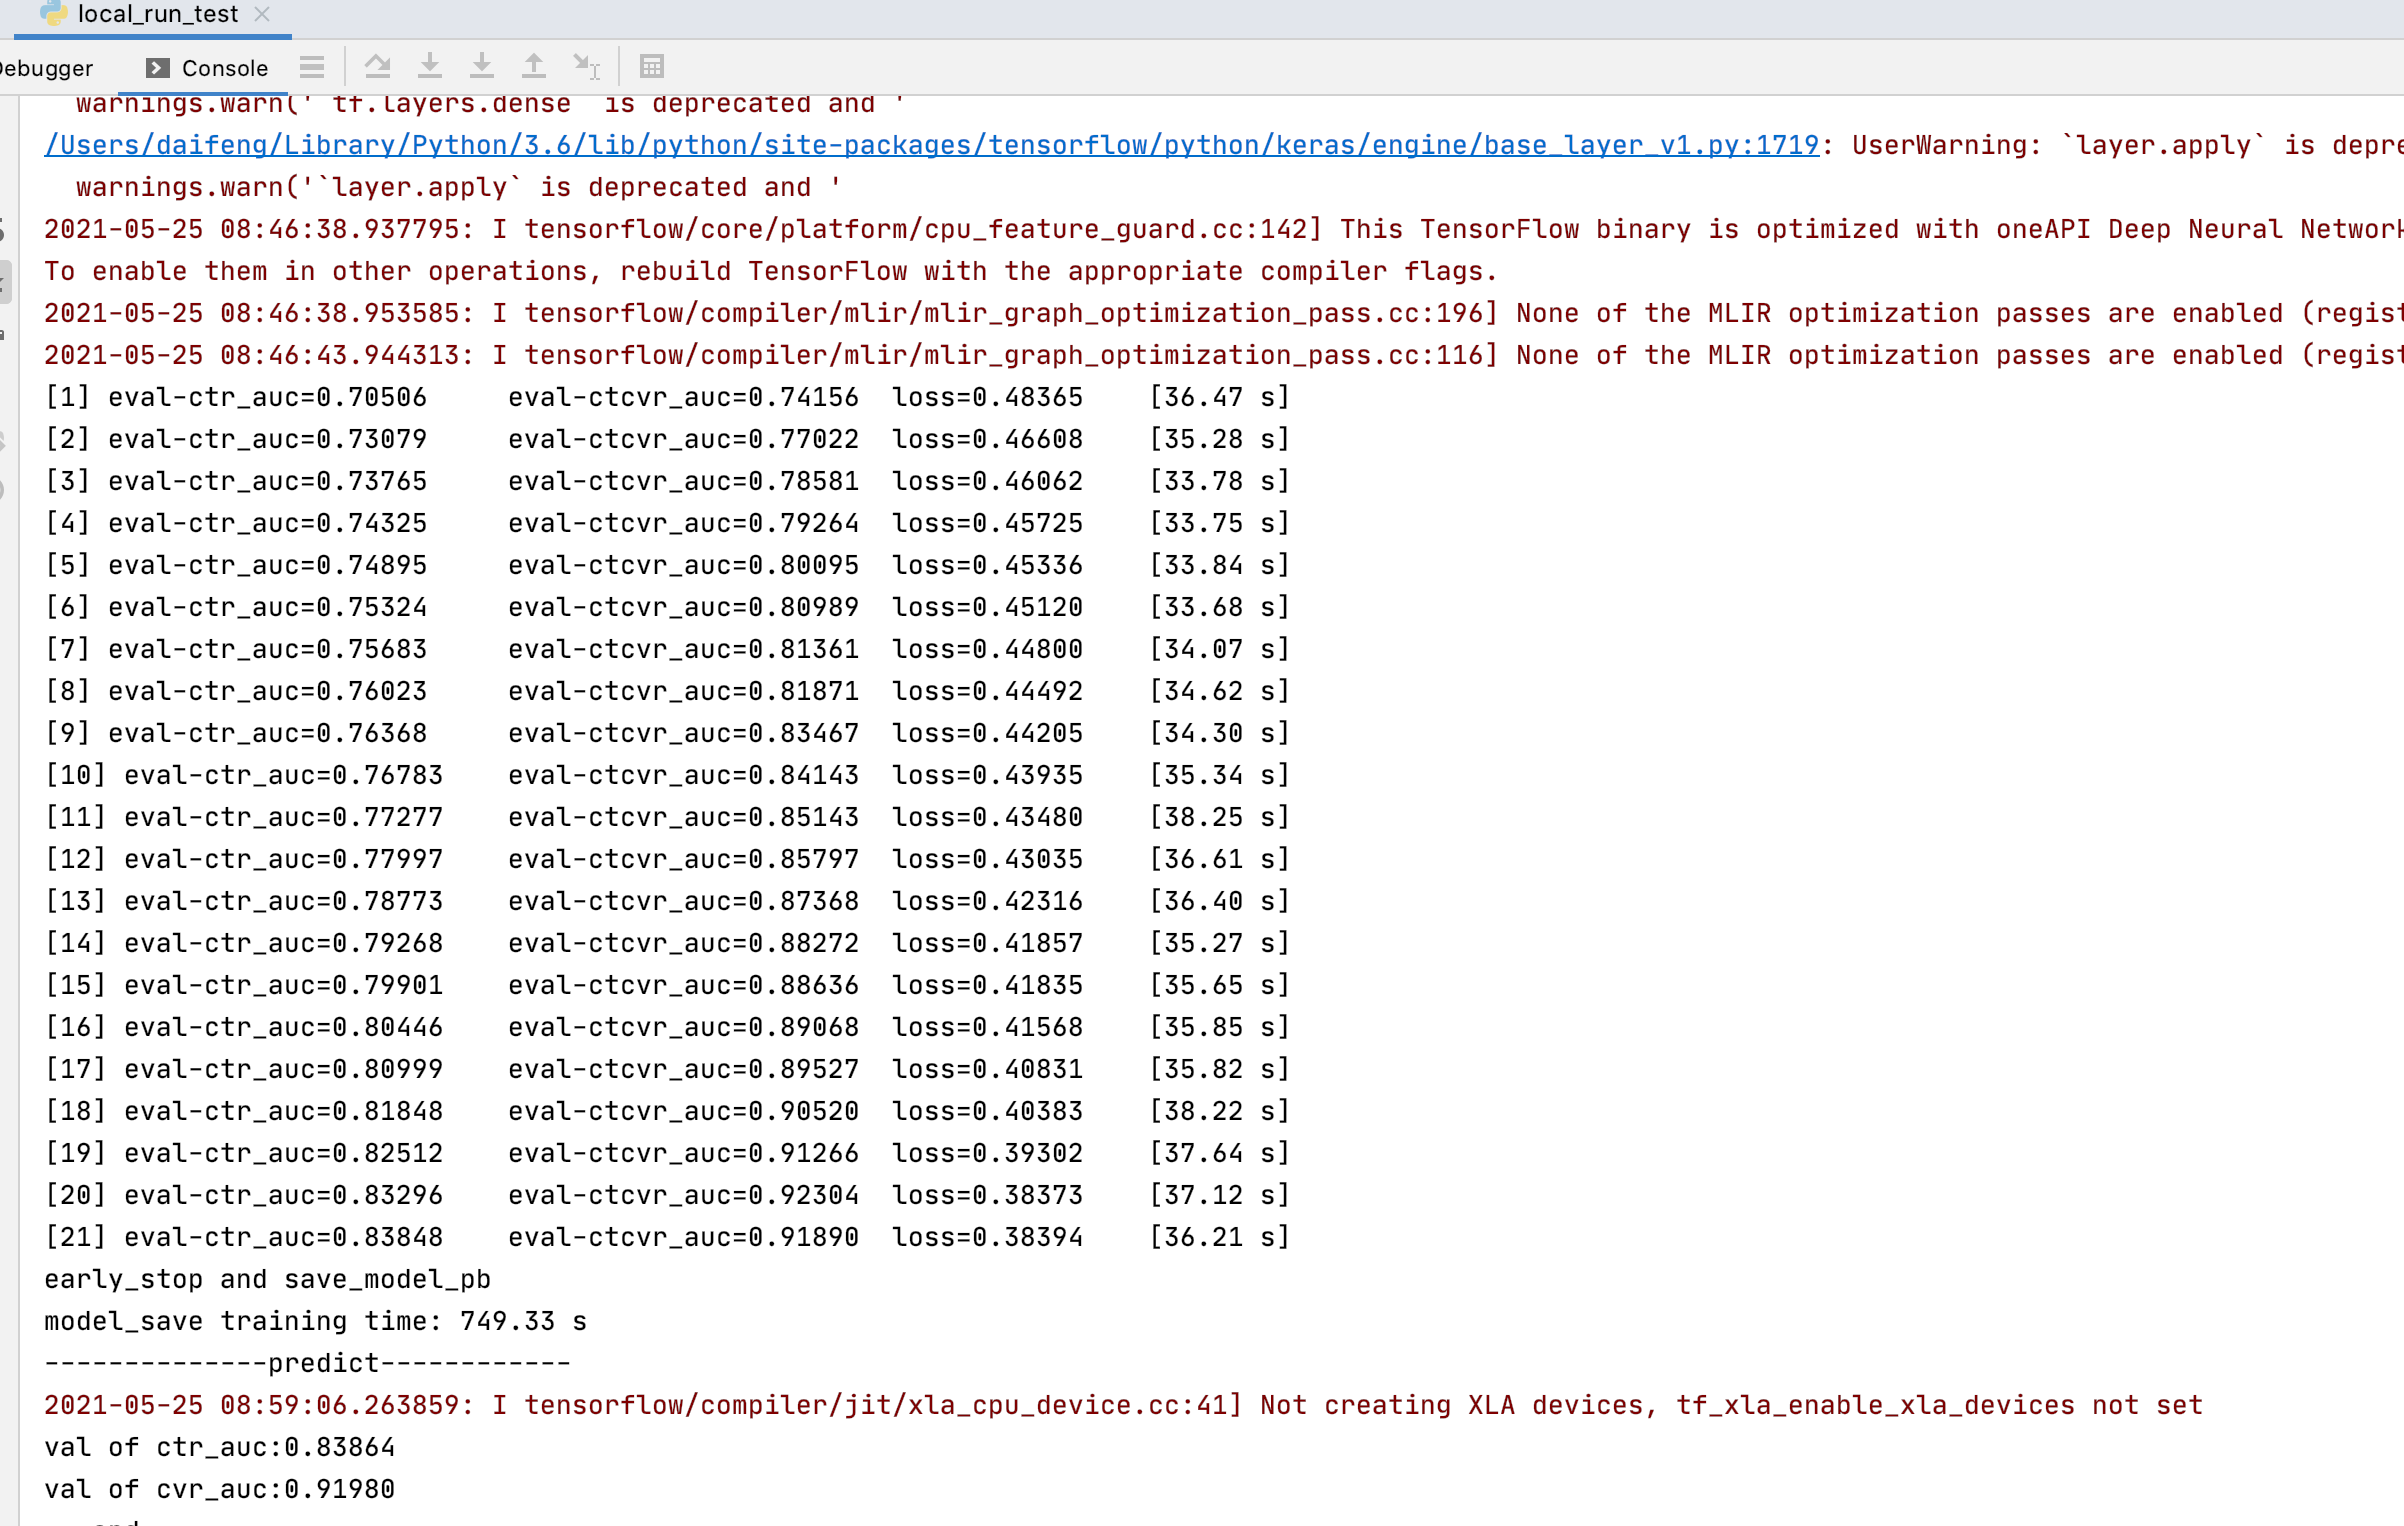 local_run_test
Debugger Console
warnings.warn('`tf.layers.dense` is deprecated and '
/Users/daifeng/Library/Python/3.6/lib/python/site-packages/tensorflow/python/keras/engine/base_layer_v1.py:1719: UserWarning: `layer.apply` is depre
warnings.warn('`layer.apply` is deprecated and '
2021-05-25 08:46:38.937795: I tensorflow/core/platform/cpu_feature_guard.cc:142] This TensorFlow binary is optimized with oneAPI Deep Neural Network
To enable them in other operations, rebuild TensorFlow with the appropriate compiler flags.
2021-05-25 08:46:38.953585: I tensorflow/compiler/mlir/mlir_graph_optimization_pass.cc:196] None of the MLIR optimization passes are enabled (regist
2021-05-25 08:46:43.944313: I tensorflow/compiler/mlir/mlir_graph_optimization_pass.cc:116] None of the MLIR optimization passes are enabled (regist
[1] eval-ctr_auc=0.70506 eval-ctcvr_auc=0.74156 loss=0.48365 [36.47 s]
[2] eval-ctr_auc=0.73079 eval-ctcvr_auc=0.77022 loss=0.46608 [35.28 s]
[3] eval-ctr_auc=0.73765 eval-ctcvr_auc=0.78581 loss=0.46062 [33.78 s]
[4] eval-ctr_auc=0.74325 eval-ctcvr_auc=0.79264 loss=0.45725 [33.75 s]
[5] eval-ctr_auc=0.74895 eval-ctcvr_auc=0.80095 loss=0.45336 [33.84 s]
[6] eval-ctr_auc=0.75324 eval-ctcvr_auc=0.80989 loss=0.45120 [33.68 s]
[7] eval-ctr_auc=0.75683 eval-ctcvr_auc=0.81361 loss=0.44800 [34.07 s]
[8] eval-ctr_auc=0.76023 eval-ctcvr_auc=0.81871 loss=0.44492 [34.62 s]
[9] eval-ctr_auc=0.76368 eval-ctcvr_auc=0.83467 loss=0.44205 [34.30 s]
[10] eval-ctr_auc=0.76783 eval-ctcvr_auc=0.84143 loss=0.43935 [35.34 s]
[11] eval-ctr_auc=0.77277 eval-ctcvr_auc=0.85143 loss=0.43480 [38.25 s]
[12] eval-ctr_auc=0.77997 eval-ctcvr_auc=0.85797 loss=0.43035 [36.61 s]
[13] eval-ctr_auc=0.78773 eval-ctcvr_auc=0.87368 loss=0.42316 [36.40 s]
[14] eval-ctr_auc=0.79268 eval-ctcvr_auc=0.88272 loss=0.41857 [35.27 s]
[15] eval-ctr_auc=0.79901 eval-ctcvr_auc=0.88636 loss=0.41835 [35.65 s]
[16] eval-ctr_auc=0.80446 eval-ctcvr_auc=0.89068 loss=0.41568 [35.85 s]
[17] eval-ctr_auc=0.80999 eval-ctcvr_auc=0.89527 loss=0.40831 [35.82 s]
[18] eval-ctr_auc=0.81848 eval-ctcvr_auc=0.90520 loss=0.40383 [38.22 s]
[19] eval-ctr_auc=0.82512 eval-ctcvr_auc=0.91266 loss=0.39302 [37.64 s]
[20] eval-ctr_auc=0.83296 eval-ctcvr_auc=0.92304 loss=0.38373 [37.12 s]
[21] eval-ctr_auc=0.83848 eval-ctcvr_auc=0.91890 loss=0.38394 [36.21 s]
early_stop and save_model_pb
model_save training time: 749.33 s
--------------predict------------
2021-05-25 08:59:06.263859: I tensorflow/compiler/jit/xla_cpu_device.cc:41] Not creating XLA devices, tf_xla_enable_xla_devices not set
val of ctr_auc:0.83864
val of cvr_auc:0.91980